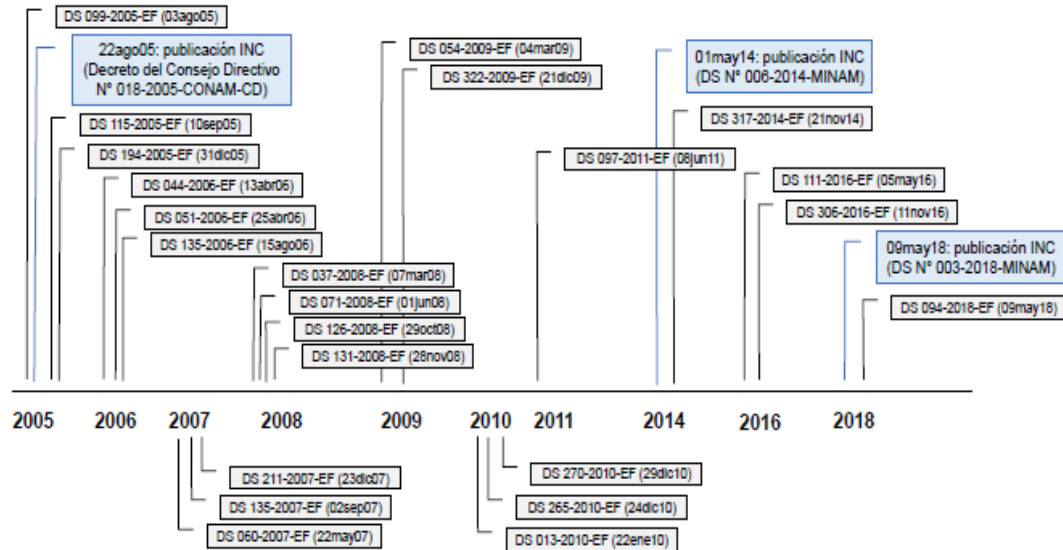 DS 099-2005-EF (03ago05)
22ago05: publicación INC
(Decreto del Consejo Directivo
N° 018-2005-CONAM-CD)
DS 115-2005-EF (10sep05)
DS 194-2005-EF (31dic05)
DS 044-2006-EF (13abr06)
DS 051-2006-EF (25abr06)
DS 135-2006-EF (15ago06)
DS 037-2008-EF (07mar08)
DS 071-2008-EF (01jun08)
DS 126-2008-EF (29oct08)
DS 131-2008-EF (28nov08)
DS 054-2009-EF (04mar09)
DS 322-2009-EF (21dic09)
DS 097-2011-EF (08jun11)
01may14: publicación INC
(DS N° 006-2014-MINAM)
DS 317-2014-EF (21nov14)
DS 111-2016-EF (05may16)
DS 306-2016-EF (11nov16)
09may18: publicación INC
(DS N° 003-2018-MINAM)
DS 094-2018-EF (09may18)
2005 2006 2007 2008 2009 2010 2011 2014 2016 2018
DS 211-2007-EF (23dic07)
DS 135-2007-EF (02sep07)
DS 060-2007-EF (22may07)
DS 270-2010-EF (29dic10)
DS 265-2010-EF (24dic10)
DS 013-2010-EF (22ene10)